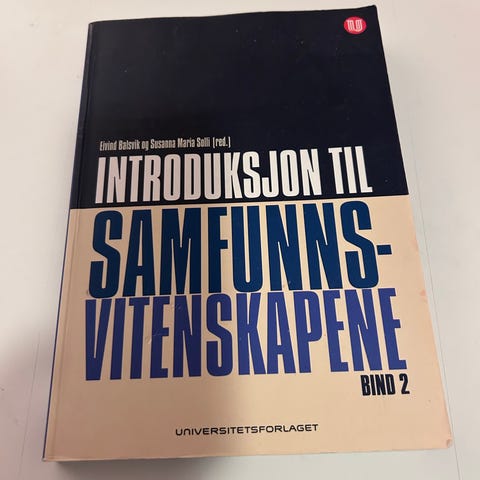 Eivind Balsvik og Susanna Maria Solli (red.)
INTRODUKSJON TIL
SAMFUNNS-
VITENSKAPENE
BIND 2
UNIVERSITETSFORLAGET